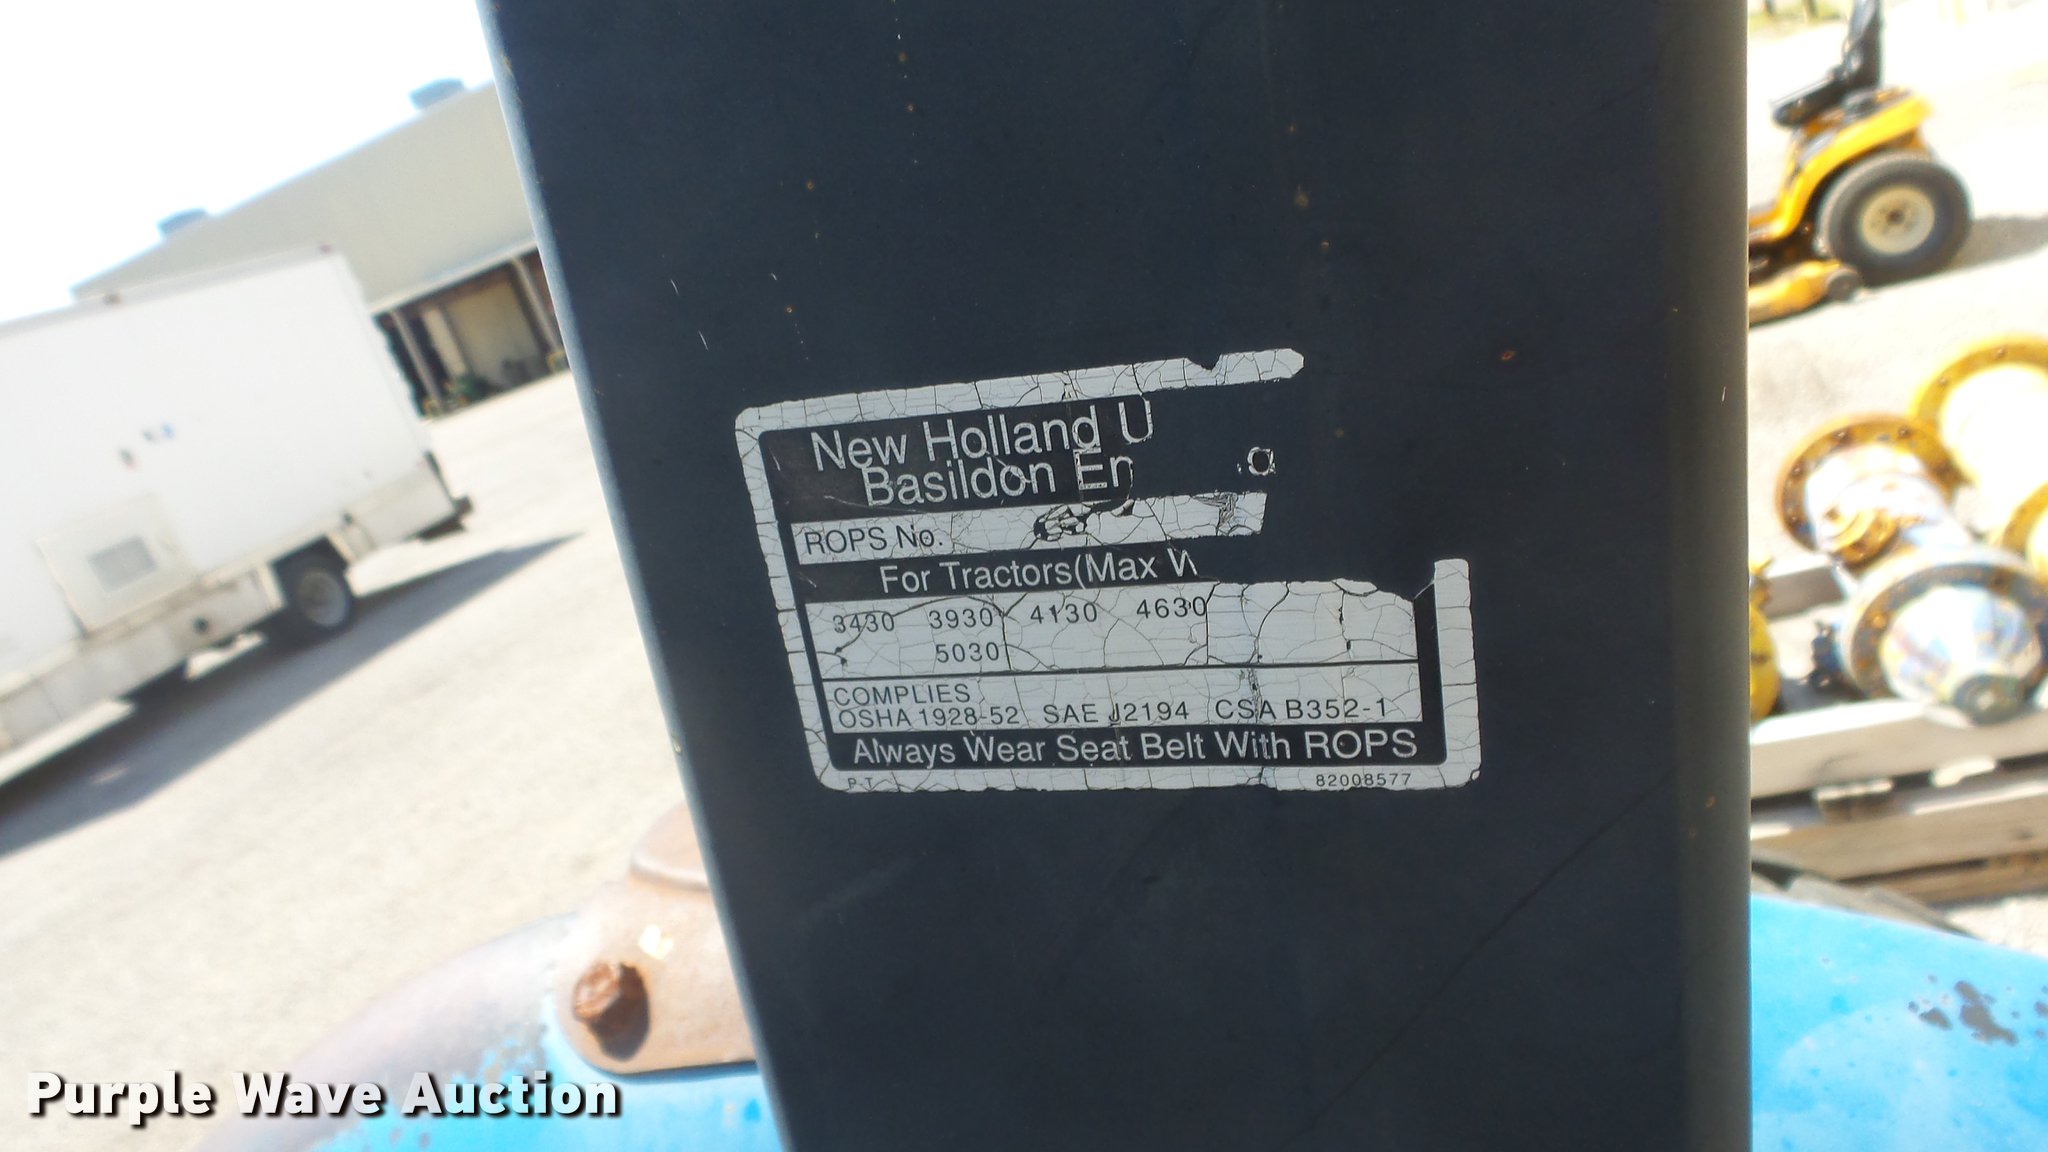 New Holland U
Basildon En
ROPS No.
For Tractors(Max
3430 3930 4130 4630
5030
COMPLIES
OSHA 1928-52 SAE J2194 CSA B352-1
Always Wear Seat Belt With ROPS
P-T 82008577
Purple Wave Auction